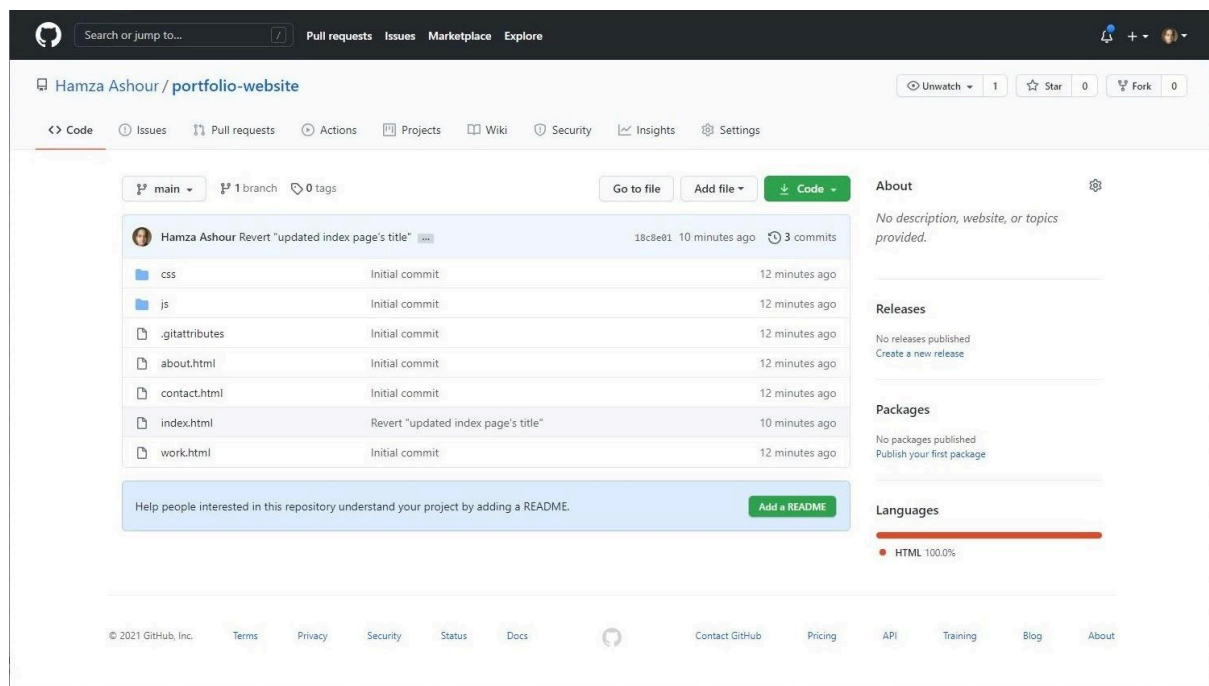 Search or jump to... / Pull requests Issues Marketplace Explore
Hamza Ashour / portfolio-website Unwatch 1 Star 0 Fork 0
<> Code Issues Pull requests Actions Projects Wiki Security Insights Settings
main 1 branch 0 tags Go to file Add file Code
Hamza Ashour Revert "updated index page's title" ... 18c8e01 10 minutes ago 3 commits
css Initial commit 12 minutes ago
js Initial commit 12 minutes ago
.gitattributes Initial commit 12 minutes ago
about.html Initial commit 12 minutes ago
contact.html Initial commit 12 minutes ago
index.html Revert "updated index page's title" 10 minutes ago
work.html Initial commit 12 minutes ago
Help people interested in this repository understand your project by adding a README. Add a README
About
No description, website, or topics
provided.
Releases
No releases published
Create a new release
Packages
No packages published
Publish your first package
Languages
HTML 100.0%
© 2021 GitHub, Inc. Terms Privacy Security Status Docs Contact GitHub Pricing API Training Blog About